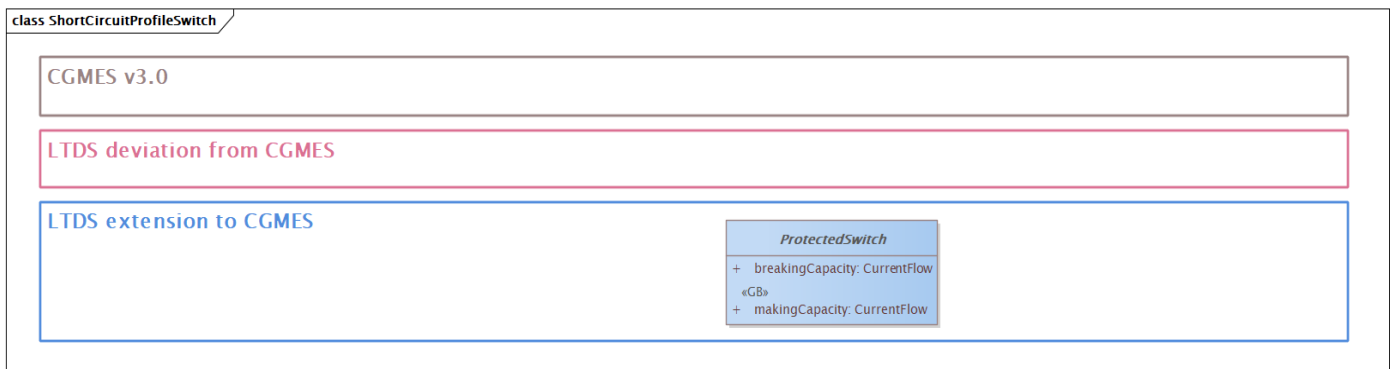 class ShortCircuitProfileSwitch
CGMES v3.0
LTDS deviation from CGMES
LTDS extension to CGMES
ProtectedSwitch
+ breakingCapacity: CurrentFlow
«GB»
+ makingCapacity: CurrentFlow